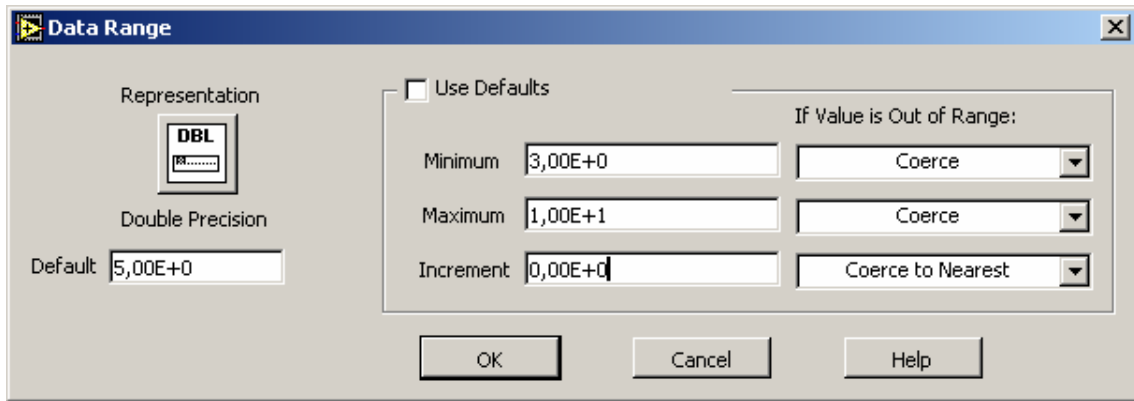 Data Range
Representation
DBL
Double Precision
Default 5,00E+0
Use Defaults
If Value is Out of Range:
Minimum 3,00E+0 Coerce
Maximum 1,00E+1 Coerce
Increment 0,00E+0 Coerce to Nearest
OK Cancel Help